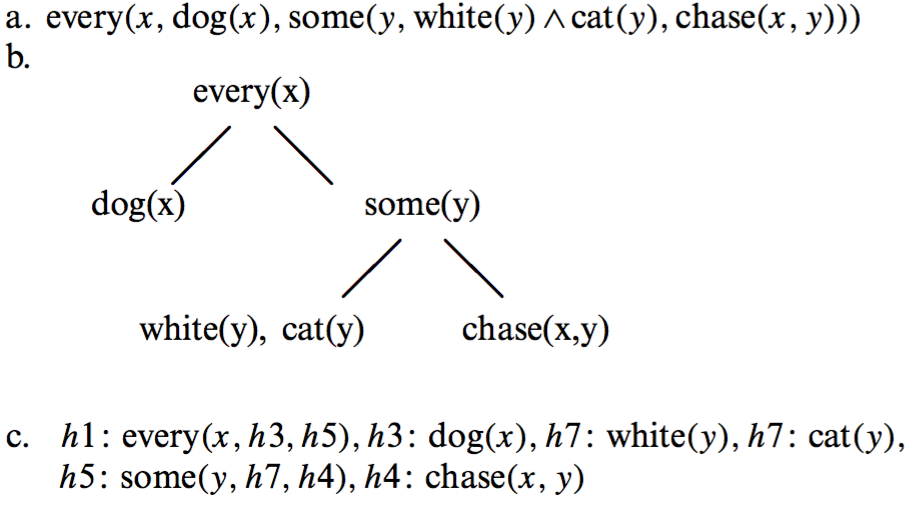 a. every(x, dog(x), some(y, white(y) ∧ cat(y), chase(x, y)))
b.
every(x)
dog(x) some(y)
white(y), cat(y) chase(x,y)
c. h1: every(x, h3, h5), h3: dog(x), h7: white(y), h7: cat(y),
h5: some(y, h7, h4), h4: chase(x, y)